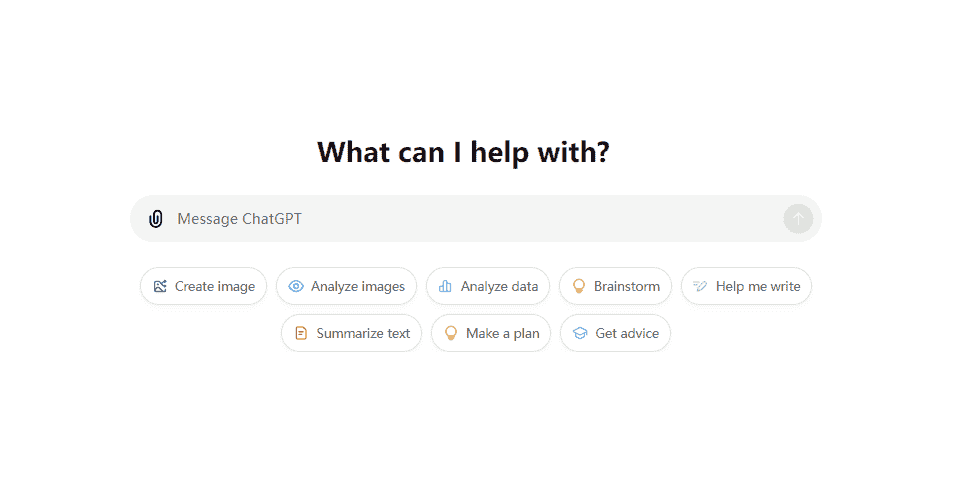 What can I help with?
Message ChatGPT
Create image Analyze images Analyze data Brainstorm Help me write
Summarize text Make a plan Get advice